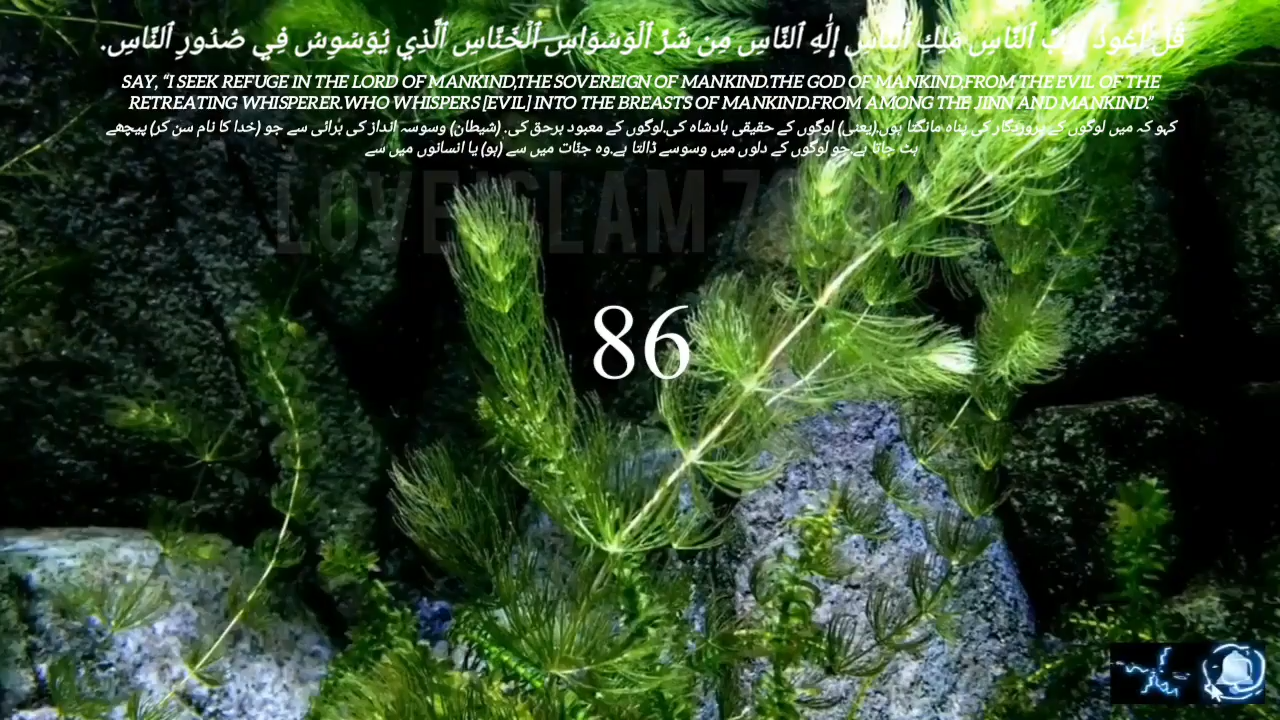 قُلْ أَعُوذُ بِرَبِّ ٱلنَّاسِ مَلِكِ ٱلنَّاسِ إِلَٰهِ ٱلنَّاسِ مِن شَرِّ ٱلْوَسْوَاسِ ٱلْخَنَّاسِ ٱلَّذِي يُوَسْوِسُ فِي صُدُورِ ٱلنَّاسِ.
SAY, “I SEEK REFUGE IN THE LORD OF MANKIND,THE SOVEREIGN OF MANKIND.THE GOD OF MANKIND,FROM THE EVIL OF THE
RETREATING WHISPERER.WHO WHISPERS [EVIL] INTO THE BREASTS OF MANKIND.FROM AMONG THE JINN AND MANKIND.”
کہو کہ میں لوگوں کے پروردگار کی پناہ مانگتا ہوں.(یعنی) لوگوں کے حقیقی بادشاہ کی.لوگوں کے معبود برحق کی. (شیطان) وسوسہ انداز کی برائی سے جو (خدا کا نام سن کر) پیچھے
ہٹ جاتا ہے.جو لوگوں کے دلوں میں وسوسے ڈالتا ہے.وہ جنّات میں سے (ہو) یا انسانوں میں سے
LOVEISLAM 7
86